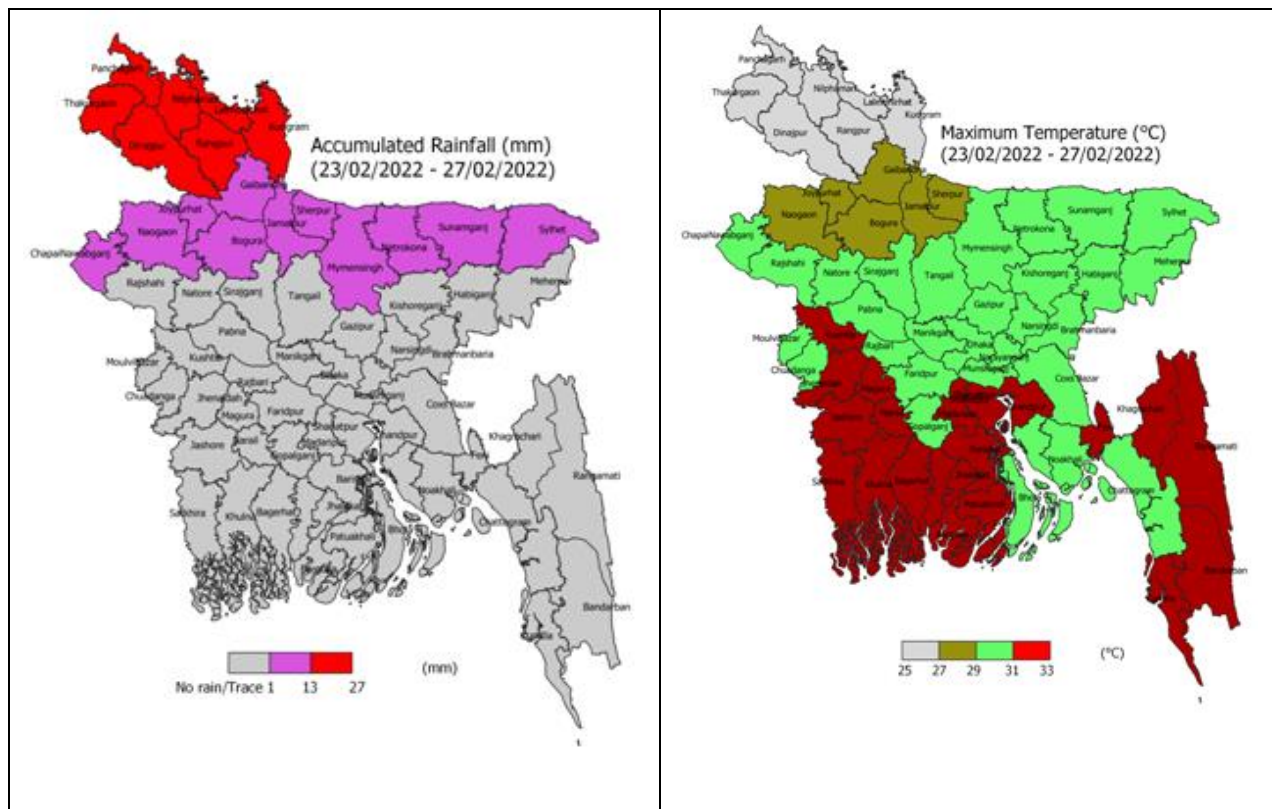 Panchagarh
Thakurgaon
Nilphamari
Lalmonirhat
Kurigram
Dinajpur
Rangpur
Accumulated Rainfall (mm)
(23/02/2022 - 27/02/2022)
Gaibandha
Joypurhat
Sherpur
Naogaon
Jamalpur
Bogura
Netrokona
Sunamganj
Sylhet
ChapaiNawabganj
Mymensingh
Rajshahi
Natore
Sirajganj
Tangail
Kishoreganj
Habiganj
Meherpur
Pabna
Gazipur
Moulvibazar
Kushtia
Manikganj
Narsingdi
Brahmanbaria
Dhaka
Chuadanga
Jhenaidah
Rajbari
Magura
Faridpur
Coxs Bazar
Shariatpur
Chandpur
Khagrachari
Jashore
Narail
Madaripur
Gopalganj
Rangamati
Noakhali
Satkhira
Khulna
Bagerhat
Chattagram
Bhola
Patuakhali
Bandarban
No rain/Trace 1 13 27
(mm)
Panchagarh
Thakurgaon
Nilphamari
Lalmonirhat
Kurigram
Dinajpur
Rangpur
Maximum Temperature (°C)
(23/02/2022 - 27/02/2022)
Gaibandha
Joypurhat
Sherpur
Naogaon
Jamalpur
Bogura
Netrokona
Sunamganj
Sylhet
ChapaiNawabganj
Mymensingh
Rajshahi
Natore
Sirajganj
Tangail
Kishoreganj
Habiganj
Meherpur
Pabna
Gazipur
Moulvibazar
Manikganj
Narsingdi
Brahmanbaria
Dhaka
Narayanganj
Chuadanga
Rajbari
Faridpur
Munshiganj
Coxs Bazar
Khagrachari
Gopalganj
Rangamati
Noakhali
Chattagram
Bhola
Bandarban
25 27 29 31 33
(°C)